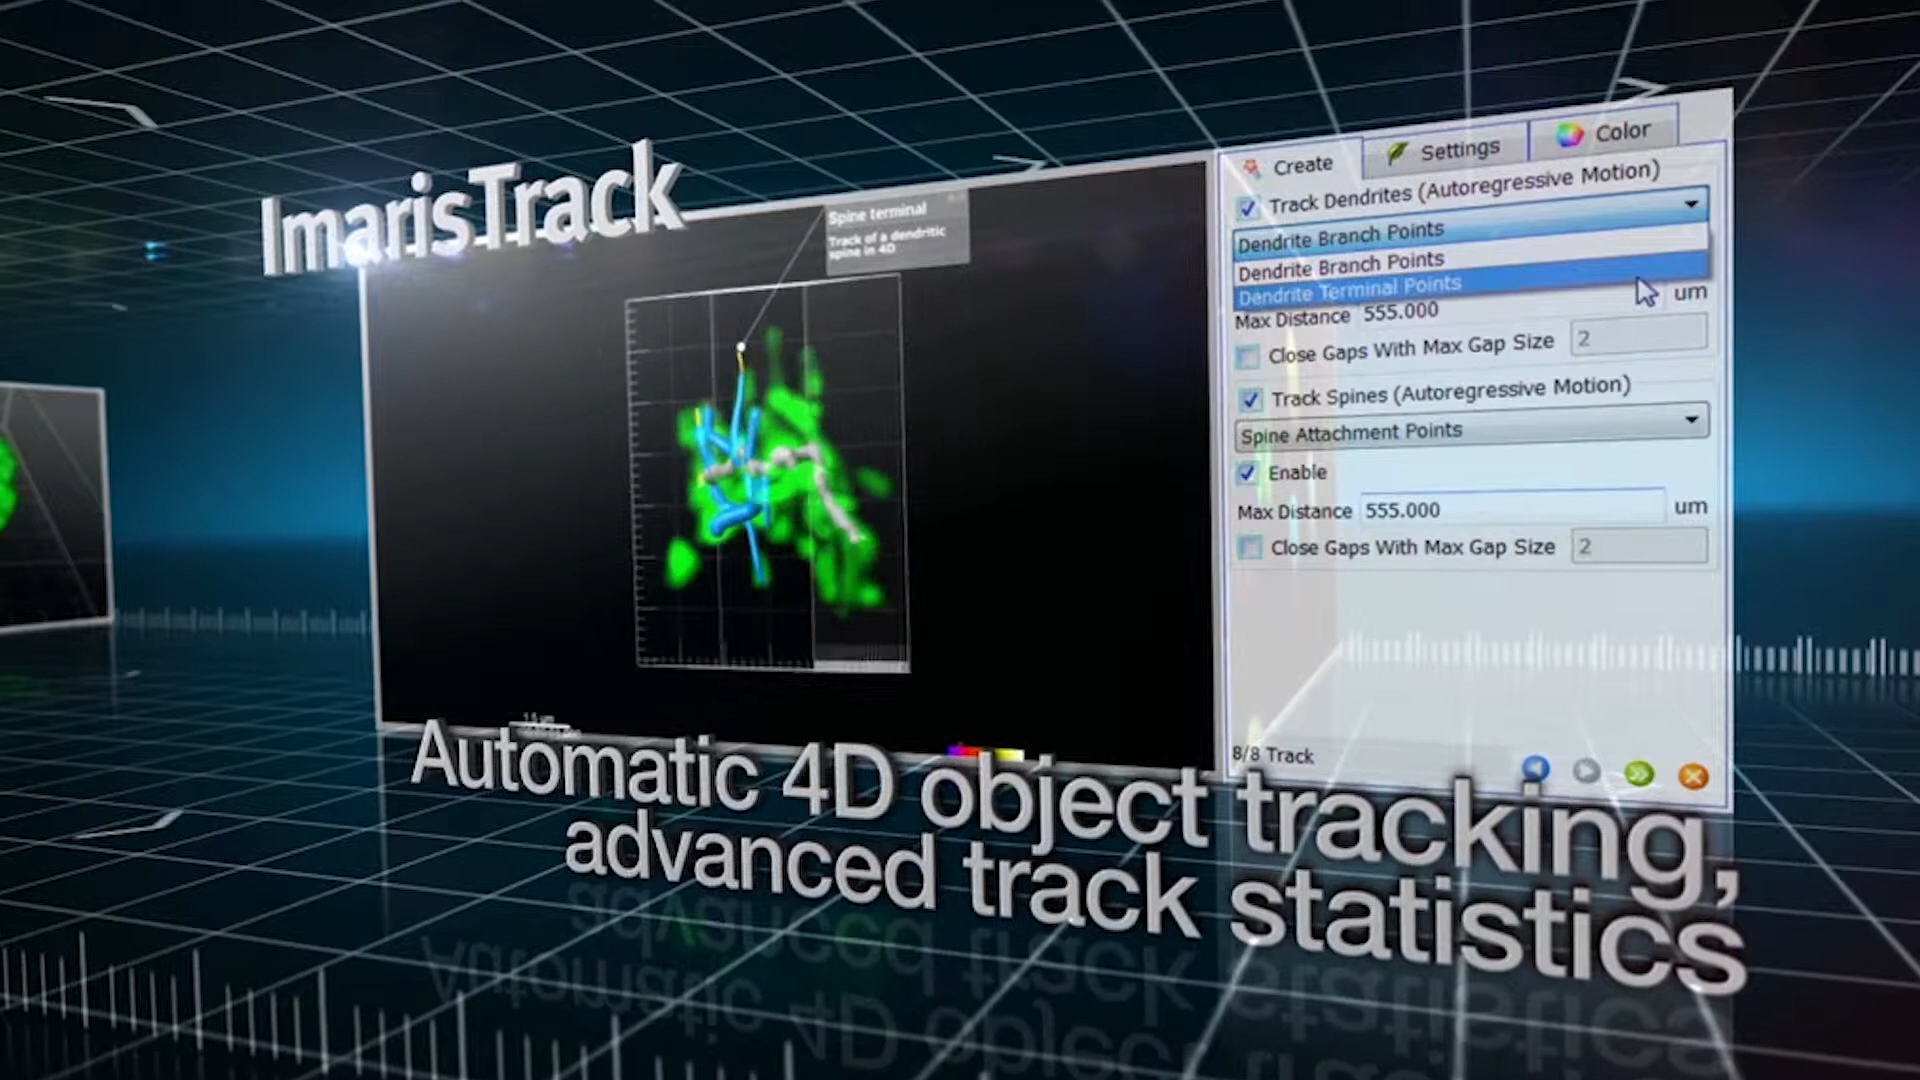 ImarisTrack
Spine terminal
Track of a dendritic
spine in 4D
Create
Settings
Color
Track Dendrites (Autoregressive Motion)
Dendrite Branch Points
Dendrite Branch Points
Dendrite Terminal Points
Max Distance 555.000 um
Close Gaps With Max Gap Size 2
Track Spines (Autoregressive Motion)
Spine Attachment Points
Enable
Max Distance 555.000 um
Close Gaps With Max Gap Size 2
8/8 Track
Automatic 4D object tracking,
advanced track statistics